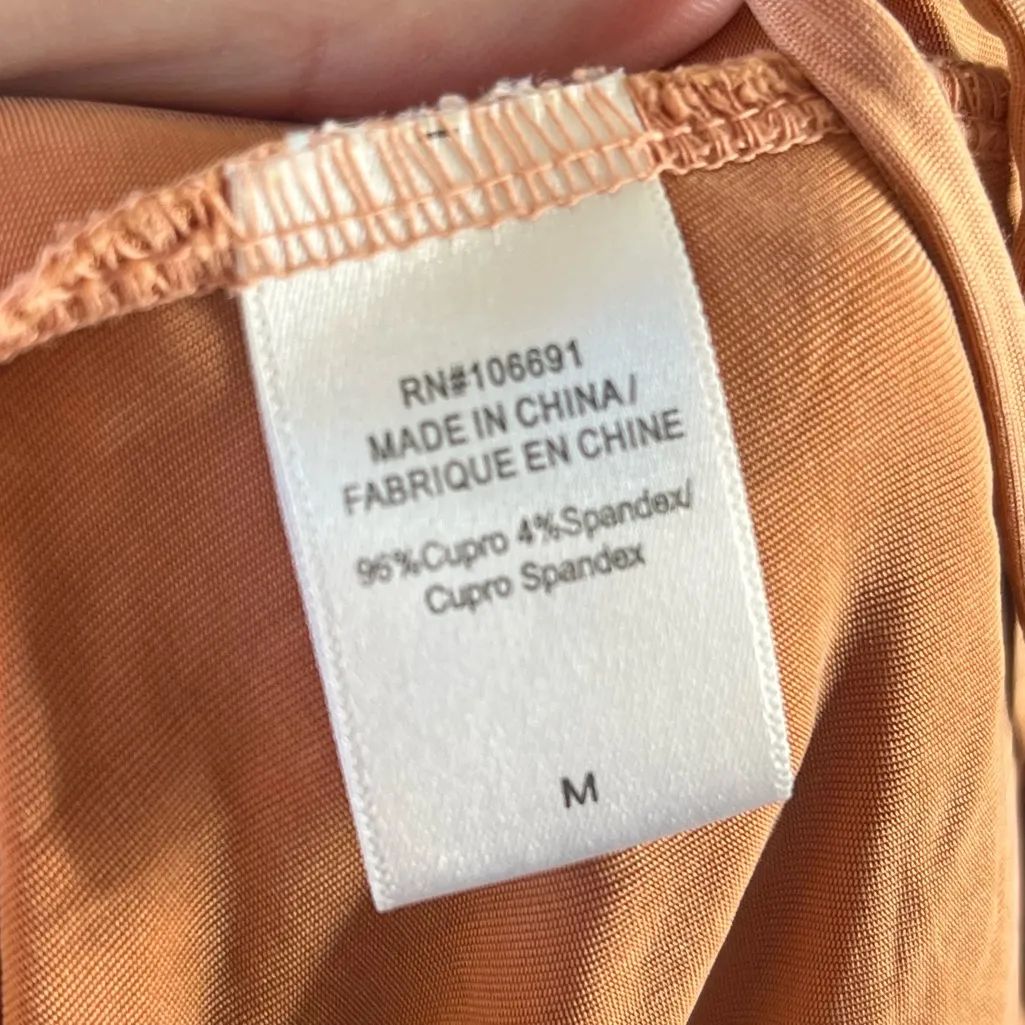 RN#106691
MADE IN CHINA/
FABRIQUE EN CHINE
96%Cupro 4%Spandex/
Cupro Spandex
M